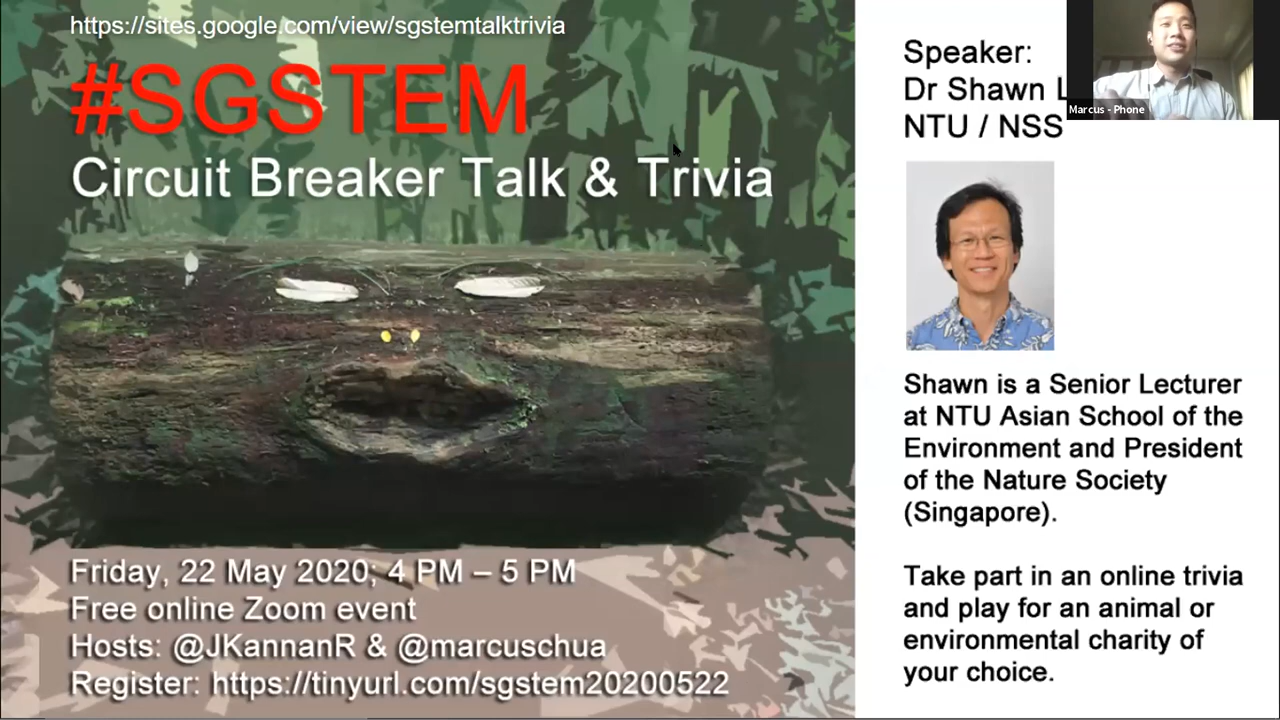 https://sites.google.com/view/sgstemtalktrivia
#SGSTEM
Circuit Breaker Talk & Trivia
Friday, 22 May 2020; 4 PM – 5 PM
Free online Zoom event
Hosts: @JKannanR & @marcuschua
Register: https://tinyurl.com/sgstem20200522
Speaker:
Dr Shawn L
NTU / NSS
Marcus - Phone
Shawn is a Senior Lecturer
at NTU Asian School of the
Environment and President
of the Nature Society
(Singapore).
Take part in an online trivia
and play for an animal or
environmental charity of
your choice.